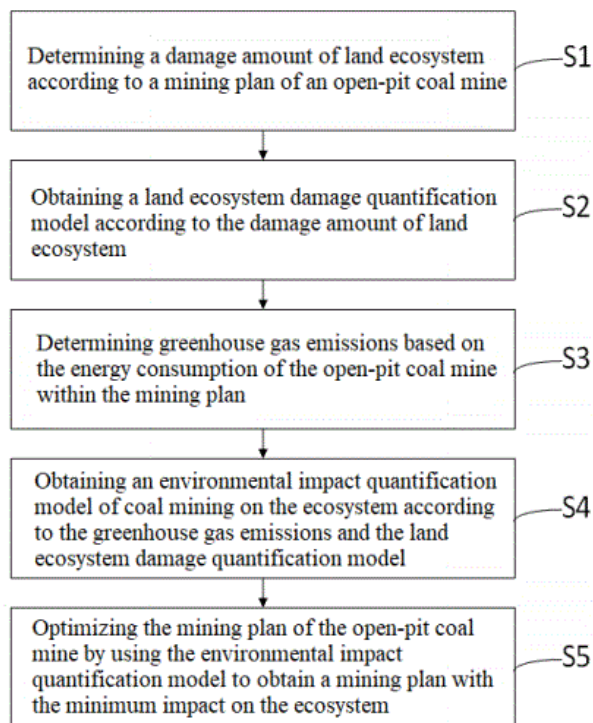 Determining a damage amount of land ecosystem
according to a mining plan of an open-pit coal mine
S1
Obtaining a land ecosystem damage quantification
model according to the damage amount of land
ecosystem
S2
Determining greenhouse gas emissions based on
the energy consumption of the open-pit coal mine
within the mining plan
S3
Obtaining an environmental impact quantification
model of coal mining on the ecosystem according
to the greenhouse gas emissions and the land
ecosystem damage quantification model
S4
Optimizing the mining plan of the open-pit coal
mine by using the environmental impact
quantification model to obtain a mining plan with
the minimum impact on the ecosystem
S5